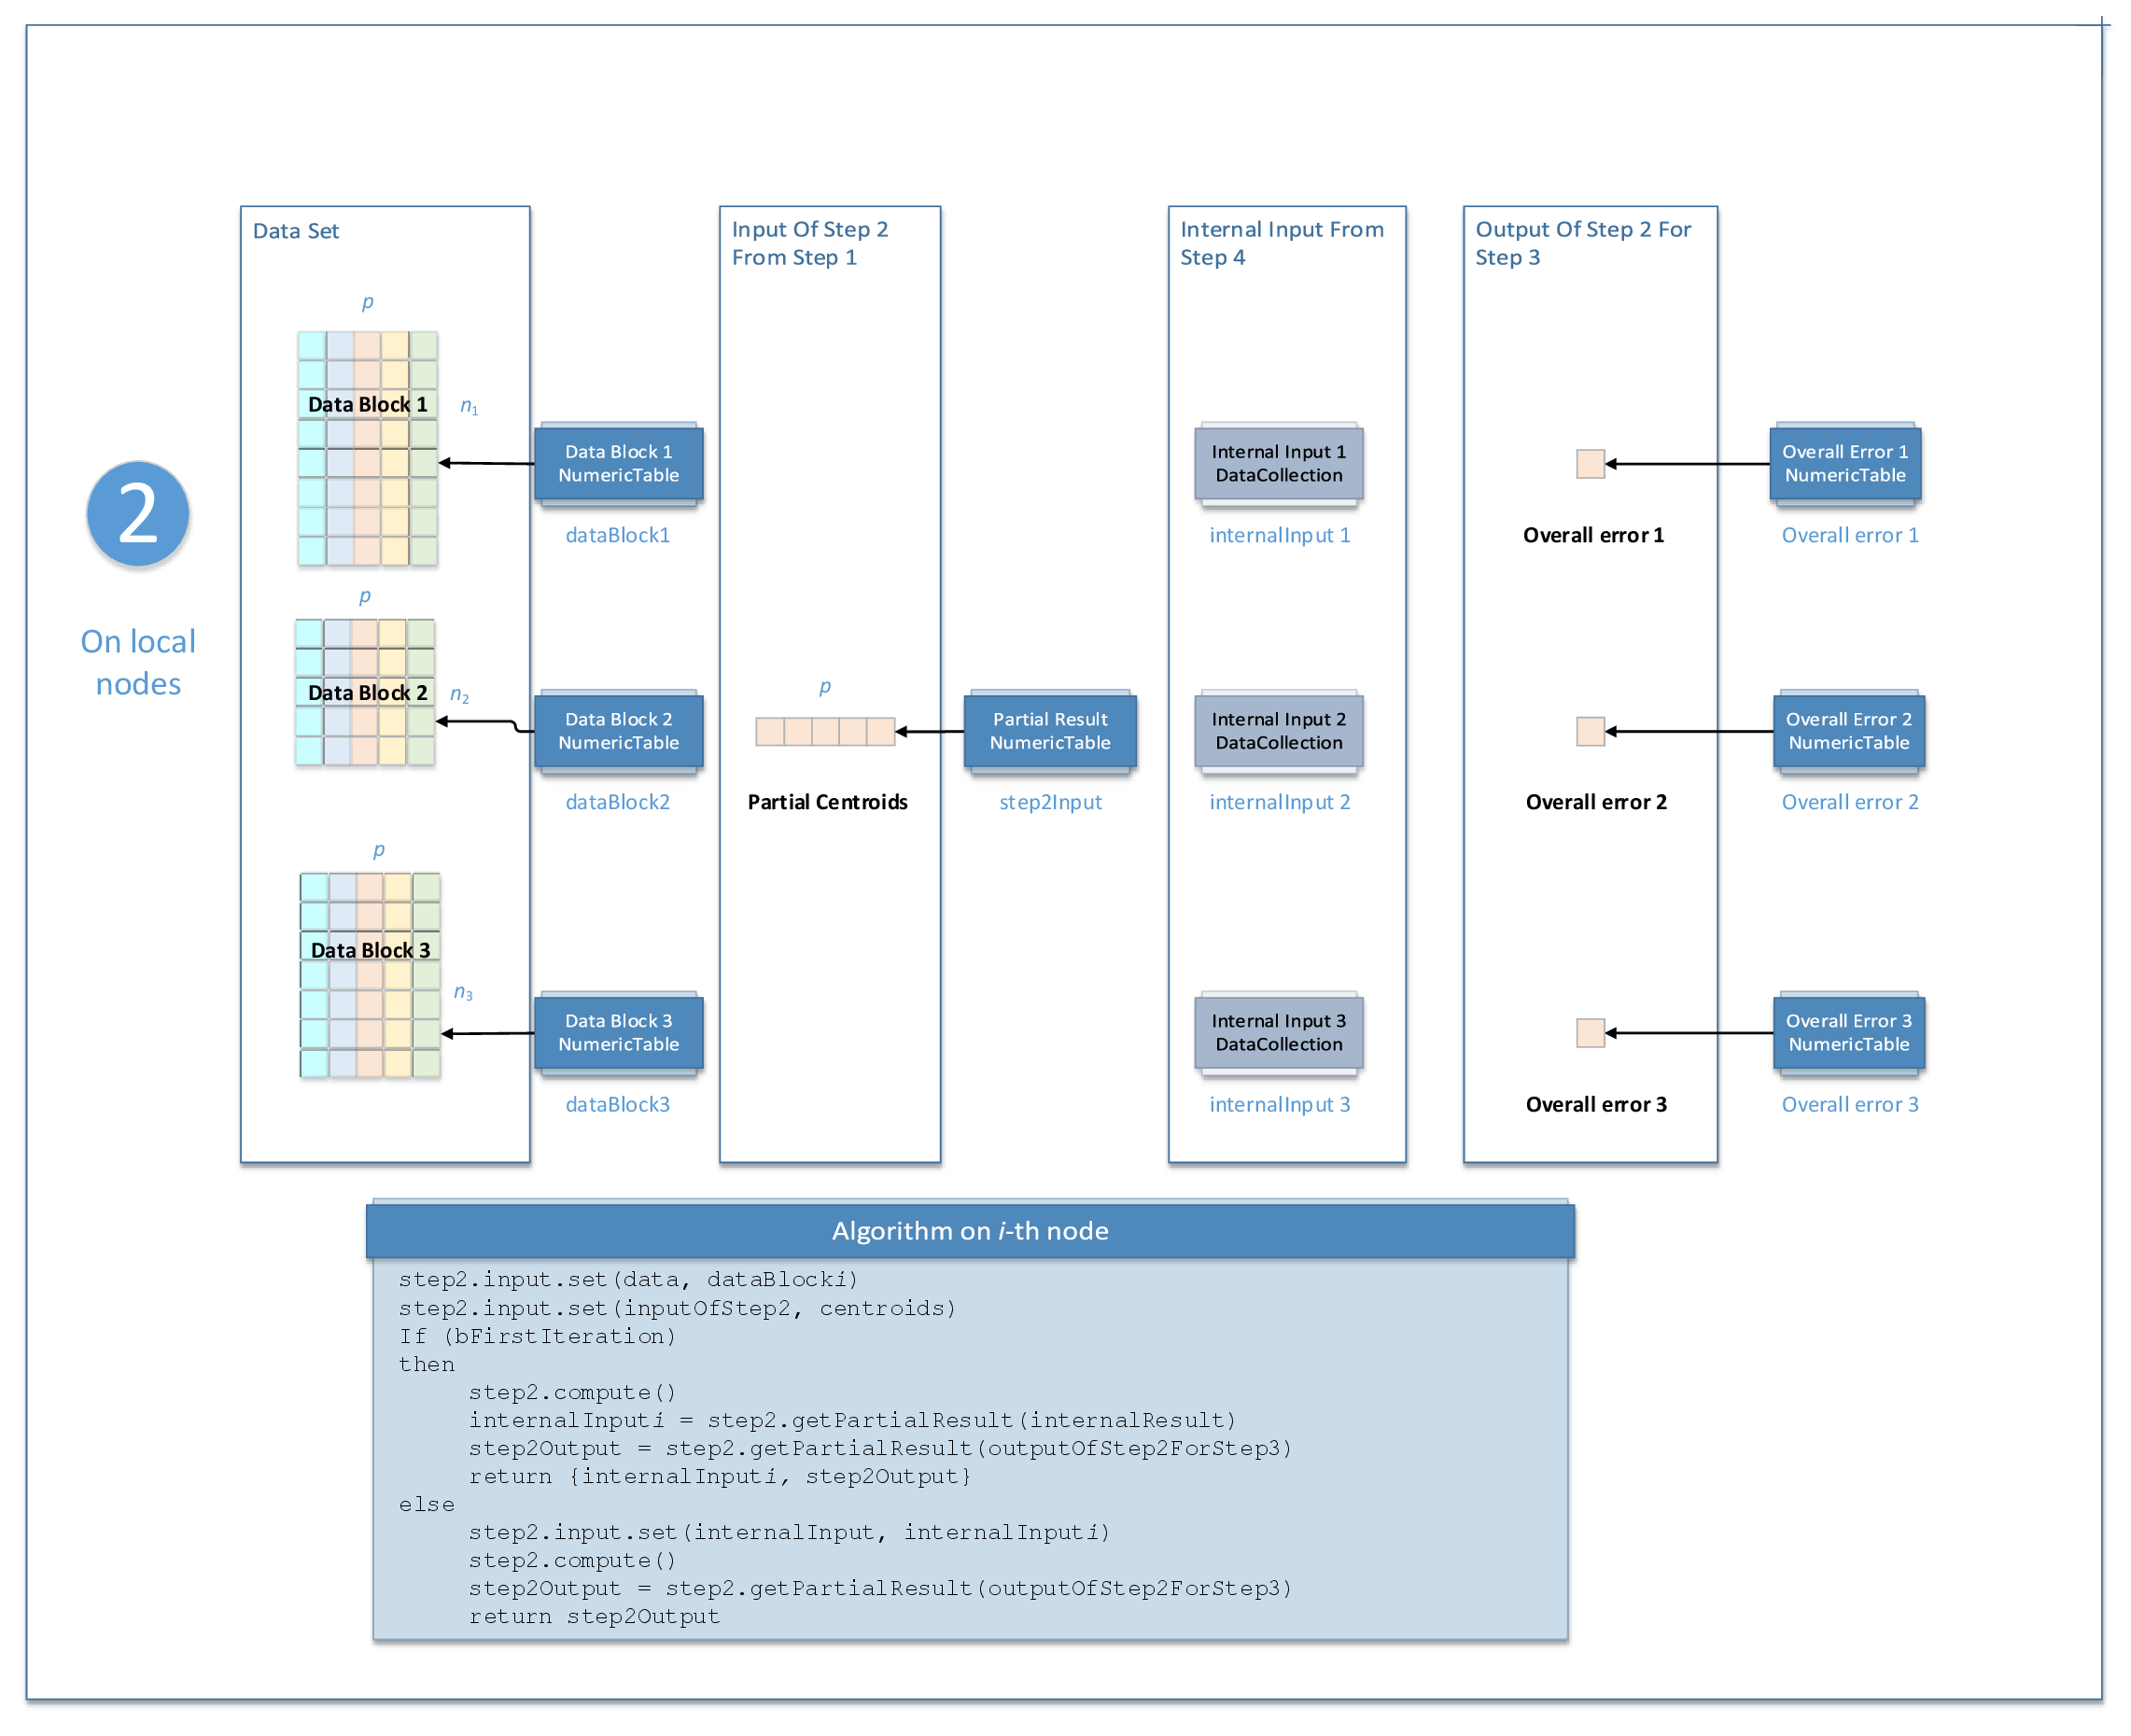 2
On local
nodes
Data Set
p
Data Block 1
n1
Data Block 1
NumericTable
dataBlock1
p
Data Block 2
n2
Data Block 2
NumericTable
dataBlock2
p
Data Block 3
n3
Data Block 3
NumericTable
dataBlock3
Input Of Step 2
From Step 1
p
Partial Centroids
Partial Result
NumericTable
step2Input
Internal Input From
Step 4
Internal Input 1
DataCollection
internalInput 1
Internal Input 2
DataCollection
internalInput 2
Internal Input 3
DataCollection
internalInput 3
Output Of Step 2 For
Step 3
Overall error 1
Overall Error 1
NumericTable
Overall error 1
Overall error 2
Overall Error 2
NumericTable
Overall error 2
Overall error 3
Overall Error 3
NumericTable
Overall error 3
Algorithm on i-th node
step2.input.set(data, dataBlocki)
step2.input.set(inputOfStep2, centroids)
If (bFirstIteration)
then
step2.compute()
internalInputi = step2.getPartialResult(internalResult)
step2Output = step2.getPartialResult(outputOfStep2ForStep3)
return {internalInputi, step2Output}
else
step2.input.set(internalInput, internalInputi)
step2.compute()
step2Output = step2.getPartialResult(outputOfStep2ForStep3)
return step2Output